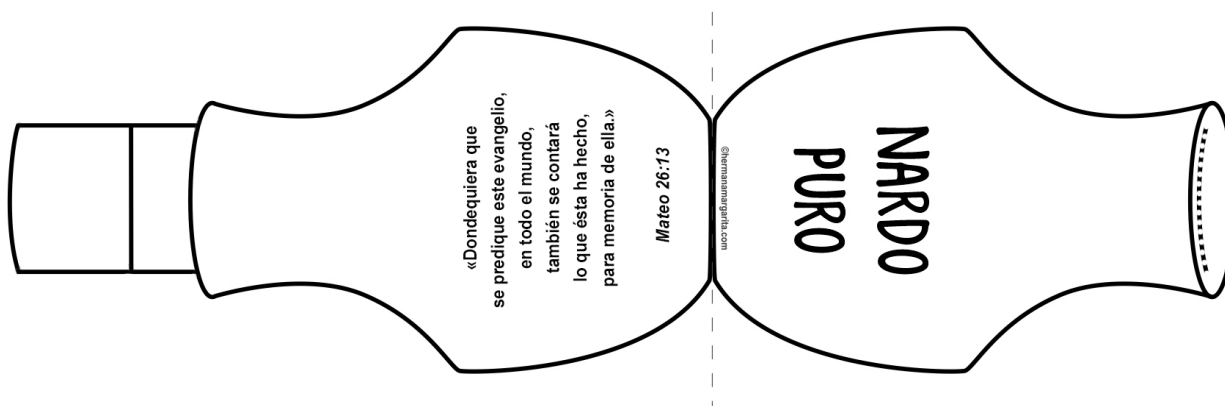 «Dondequiera que
se predique este evangelio,
en todo el mundo,
también se contará
lo que ésta ha hecho,
para memoria de ella.»
Mateo 26:13
©hermanamargarita.com
NARDO
PURO